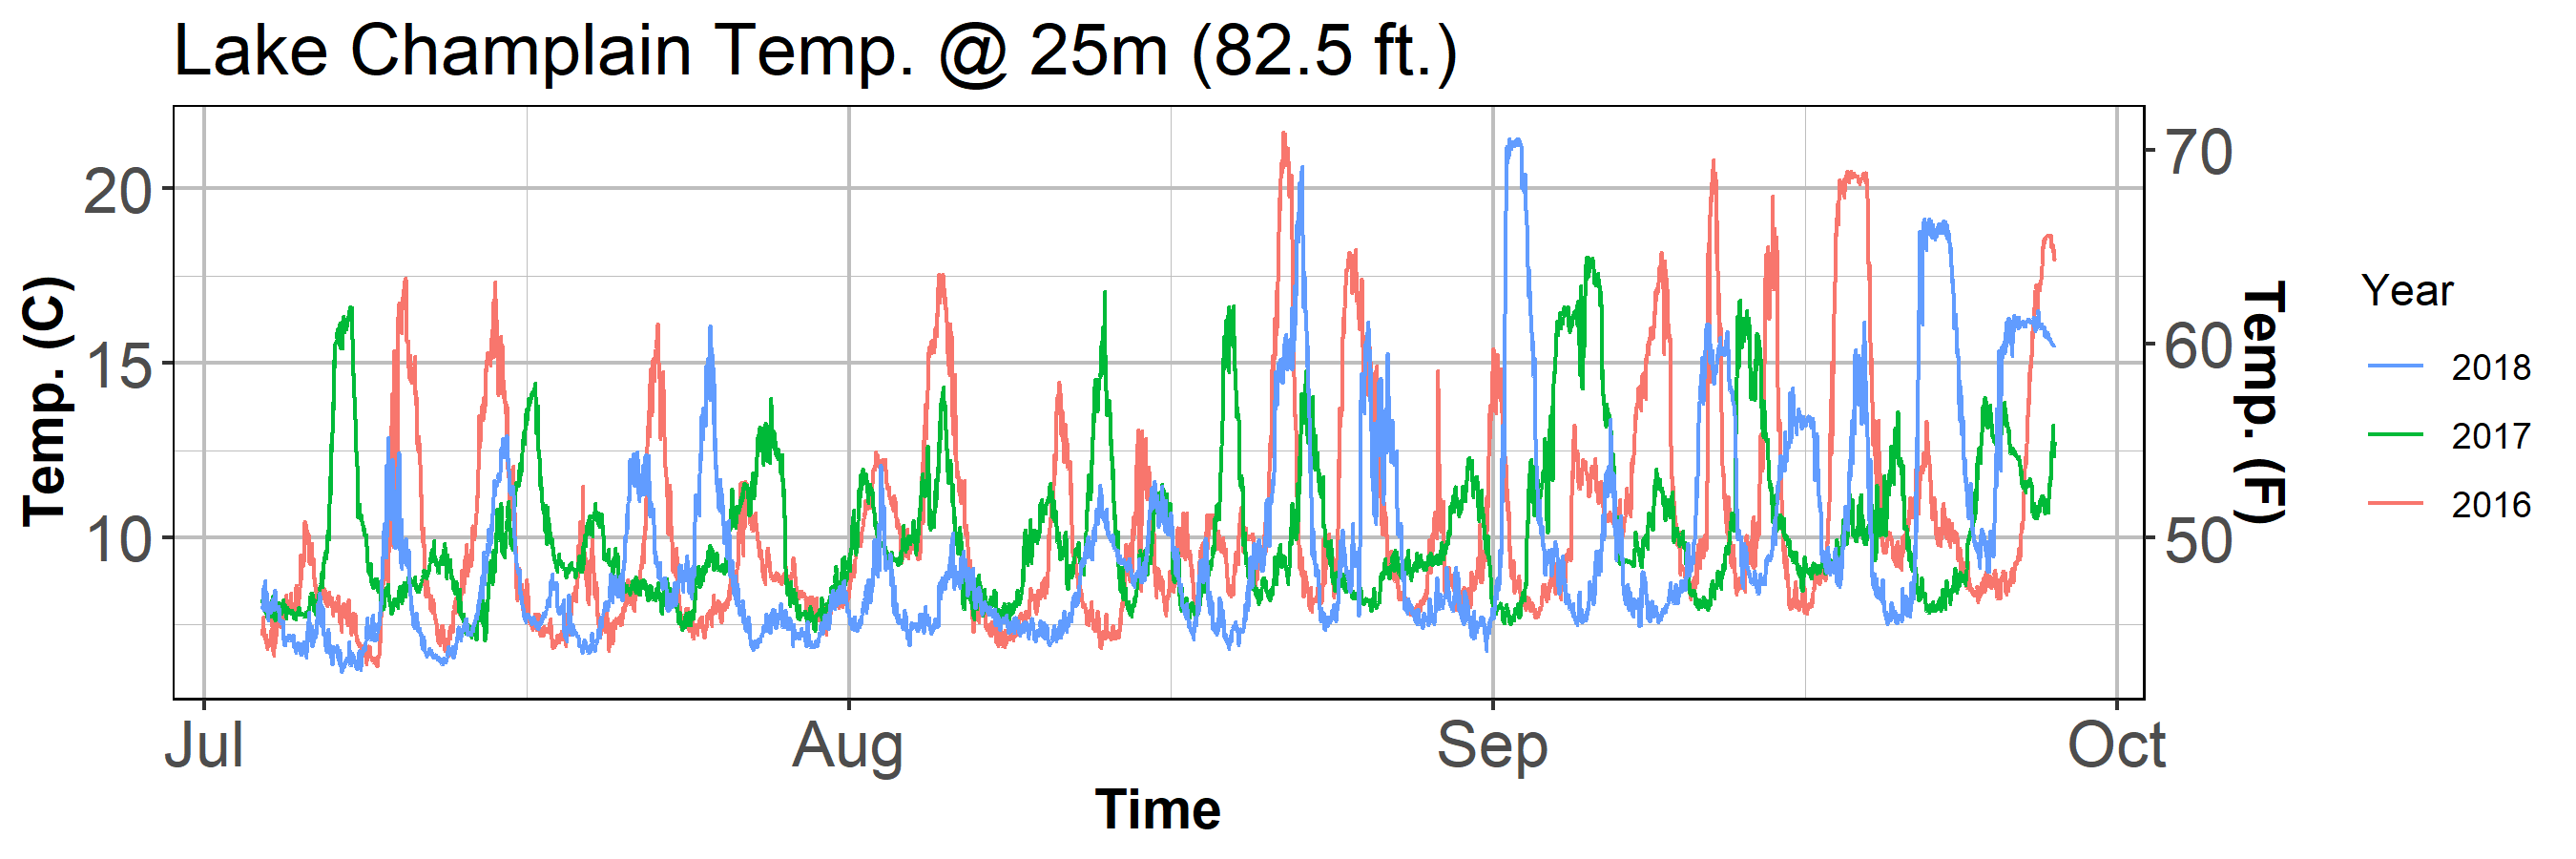 Lake Champlain Temp. @ 25m (82.5 ft.)
Temp. (C)
20
15
10
70
60
50
Temp. (F)
Jul Aug Sep Oct
Time
Year
2018
2017
2016